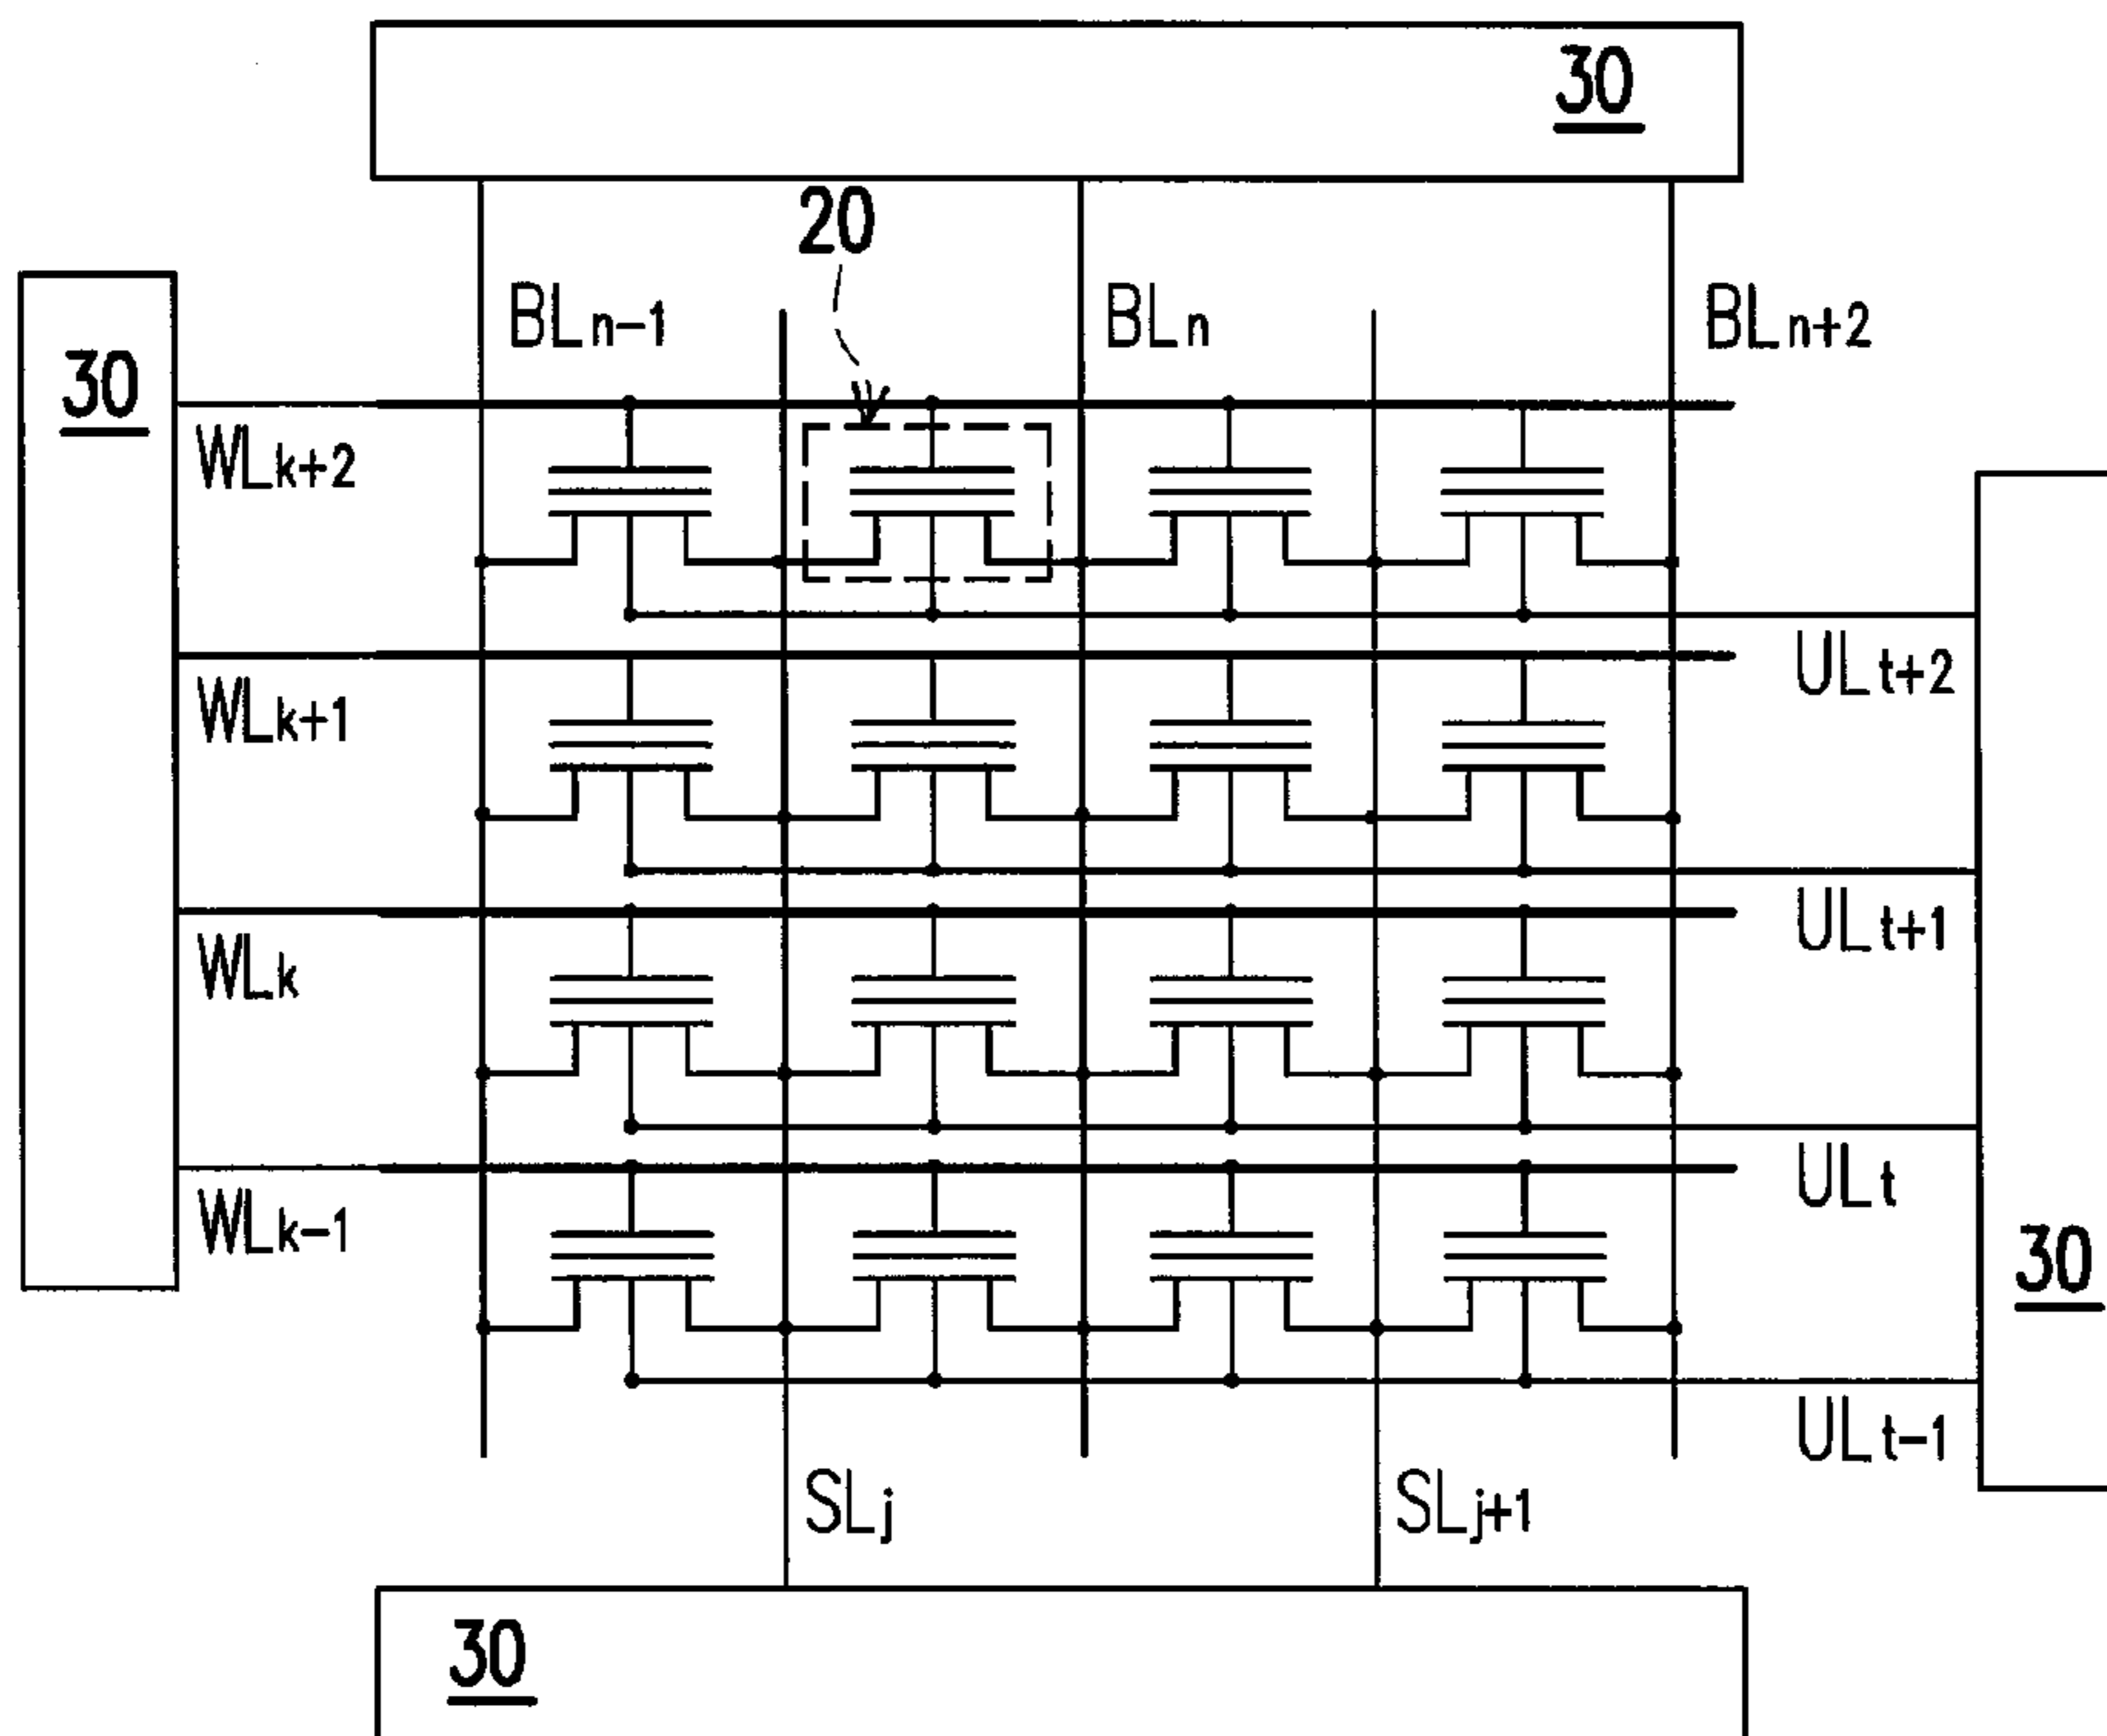 30
20
BLn-1
BLn
BLn+2
30
WLk+2
ULt+2
WLk+1
ULt+1
WLk
ULt
WLk-1
30
ULt-1
SLj
SLj+1
30